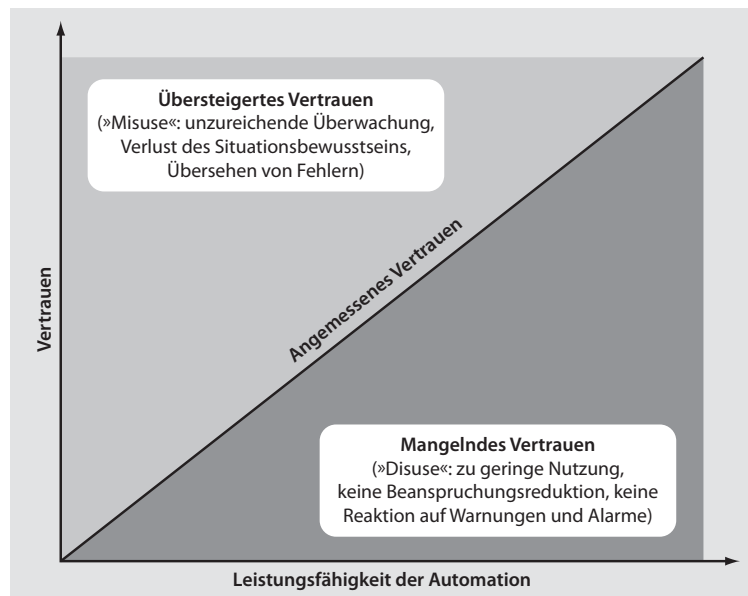 Übersteigertes Vertrauen
(»Misuse«: unzureichende Überwachung,
Verlust des Situationsbewusstseins,
Übersehen von Fehlern)
Angemessenes Vertrauen
Vertrauen
Mangelndes Vertrauen
(»Disuse«: zu geringe Nutzung,
keine Beanspruchungsreduktion, keine
Reaktion auf Warnungen und Alarme)
Leistungsfähigkeit der Automation